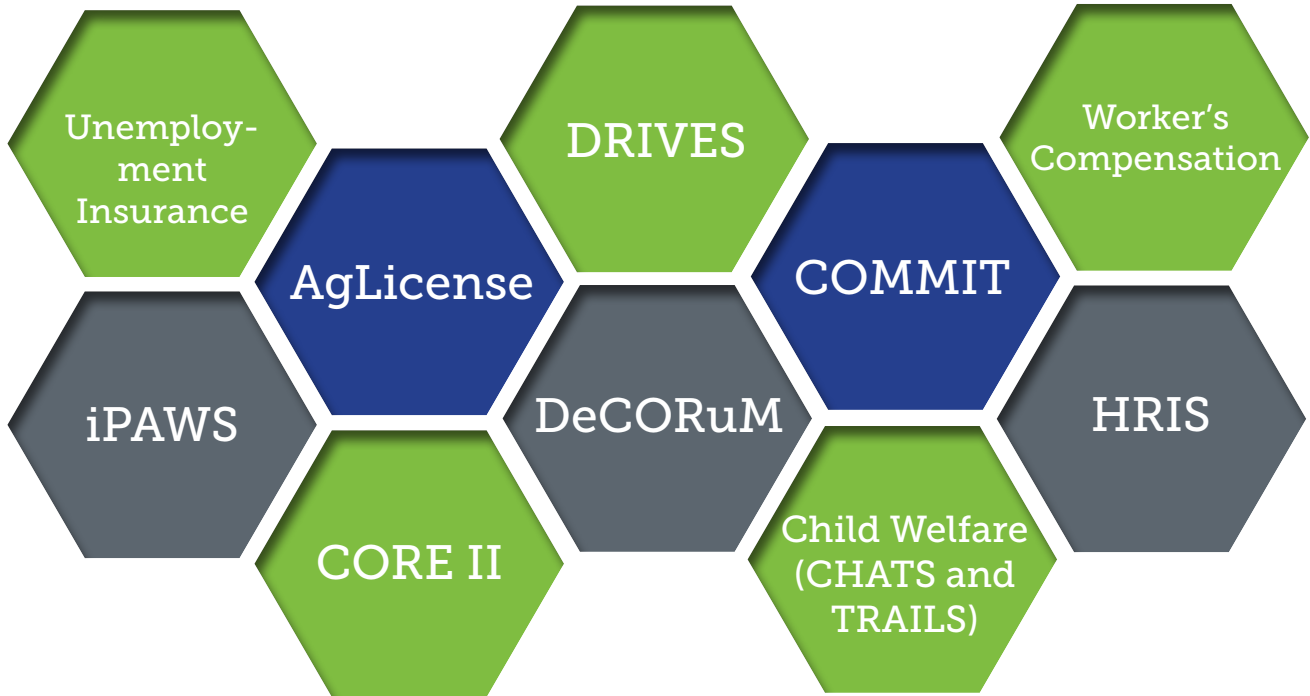 Unemploy-
ment
Insurance
DRIVES
Worker’s
Compensation
AgLicense
COMMIT
iPAWS
DeCORuM
HRIS
CORE II
Child Welfare
(CHATS and
TRAILS)